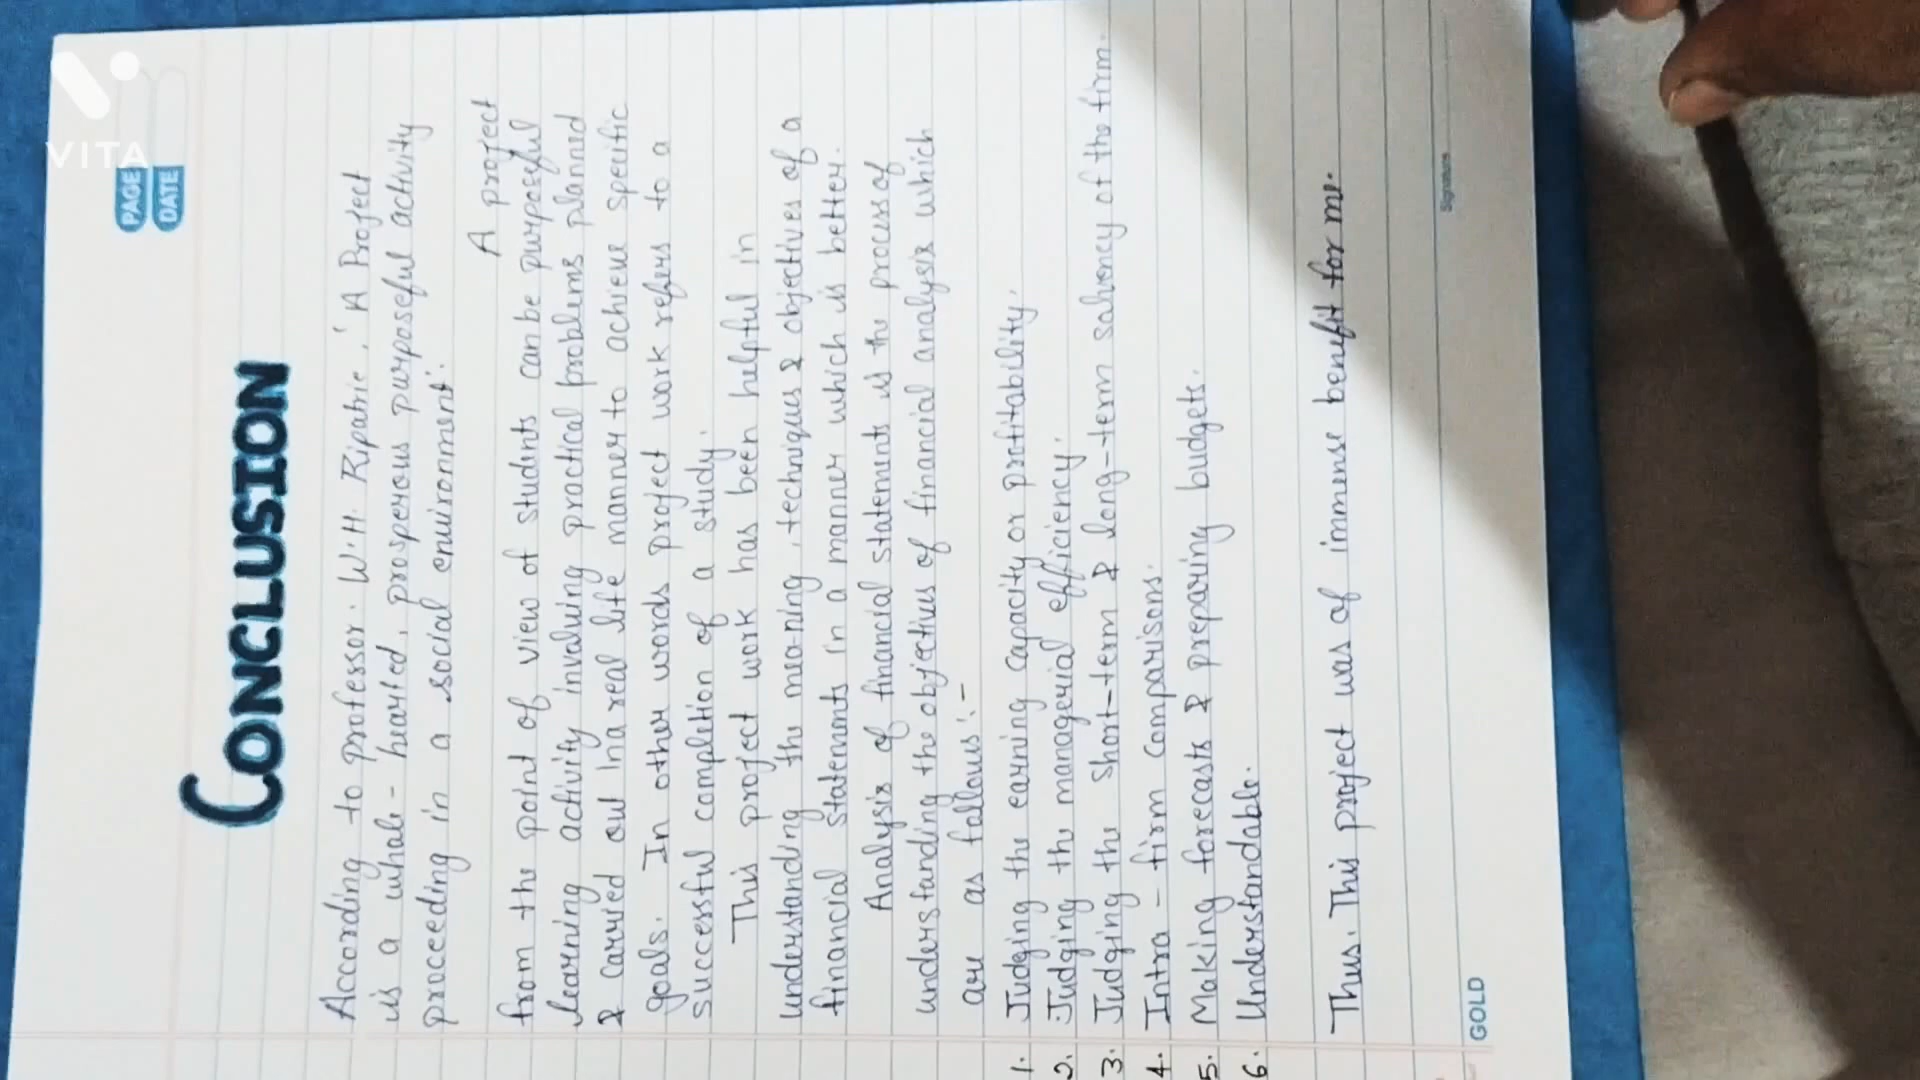 VITA
PAGE
DATE
CONCLUSION
According to professor. W.H. Ripatric, 'A Project
is a whale-hearted, prosperous purposeful activity
proceeding in a social environment'.
A project
from the point of view of students can be purposeful
learning activity invaluing practical problems planned
& carried out in a real life manner to achieve specific
goals. In other words project work refers to a
successful completion of a study.
This project work has been helpful in
understanding the meaning, techniques & objectives of a
financial statements in a manner which is better.
Analysis of financial statements is the process of
understanding the objectives of financial analysis which
are as follows:-
1. Judging the earning capacity or profitability.
2. Judging the managerial efficiency.
3. Judging the short-term & long-term solvency of the firm.
4. Intra-firm comparisons.
5. Making forecasts & preparing budgets.
6. Understandable.
Thus, This project was of immense benefit for me.
GOLD
Signature